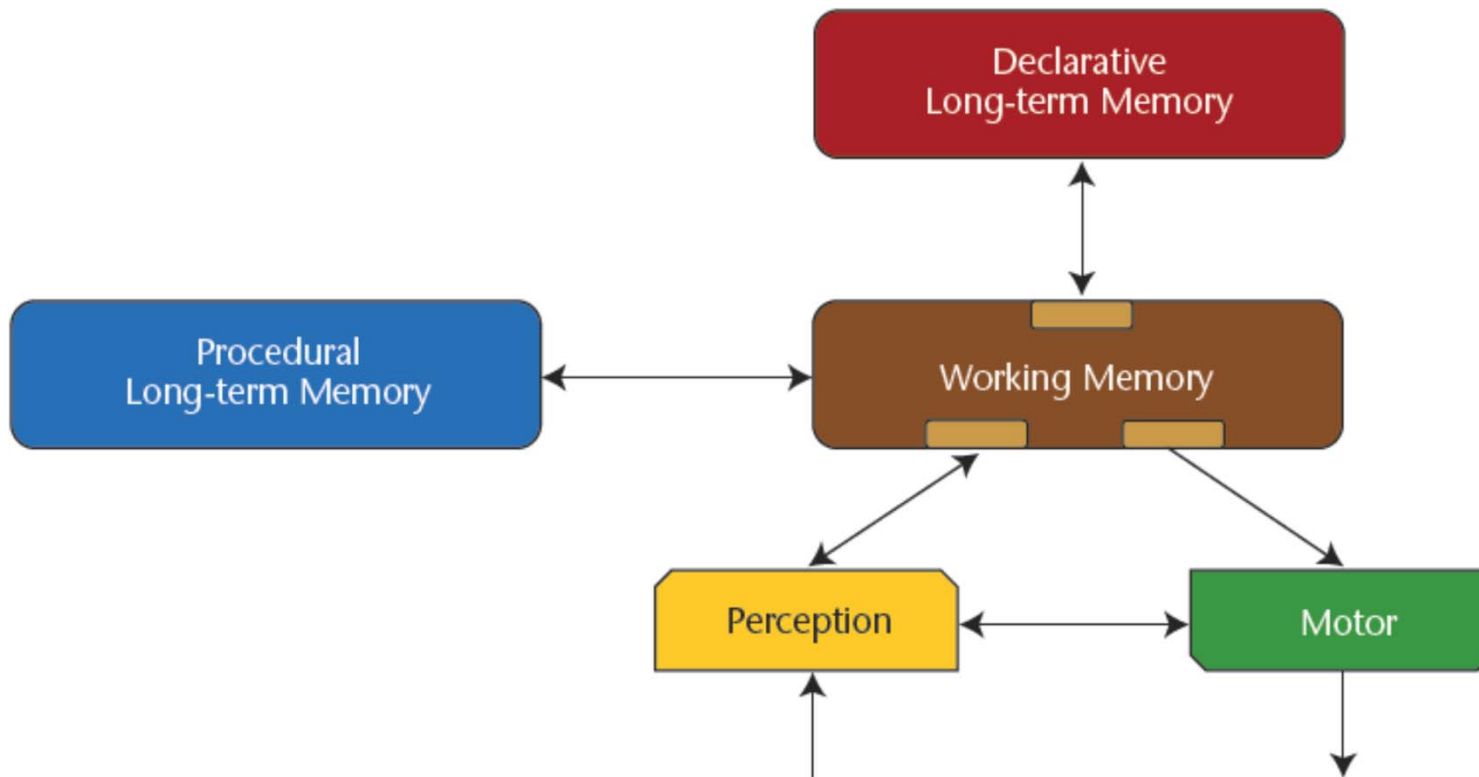 Declarative
Long-term Memory
Procedural
Long-term Memory
Working Memory
Perception
Motor